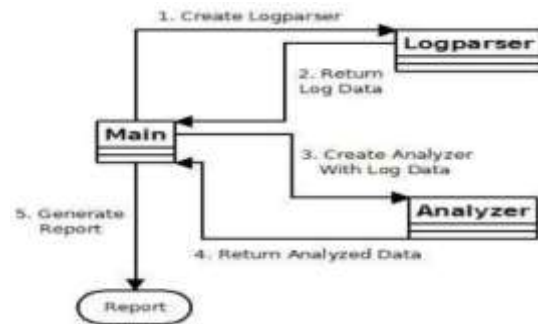 1. Create Logparser
Logparser
2. Return
Log Data
Main
3. Create Analyzer
With Log Data
Analyzer
5. Generate
Report
4. Return Analyzed Data
Report